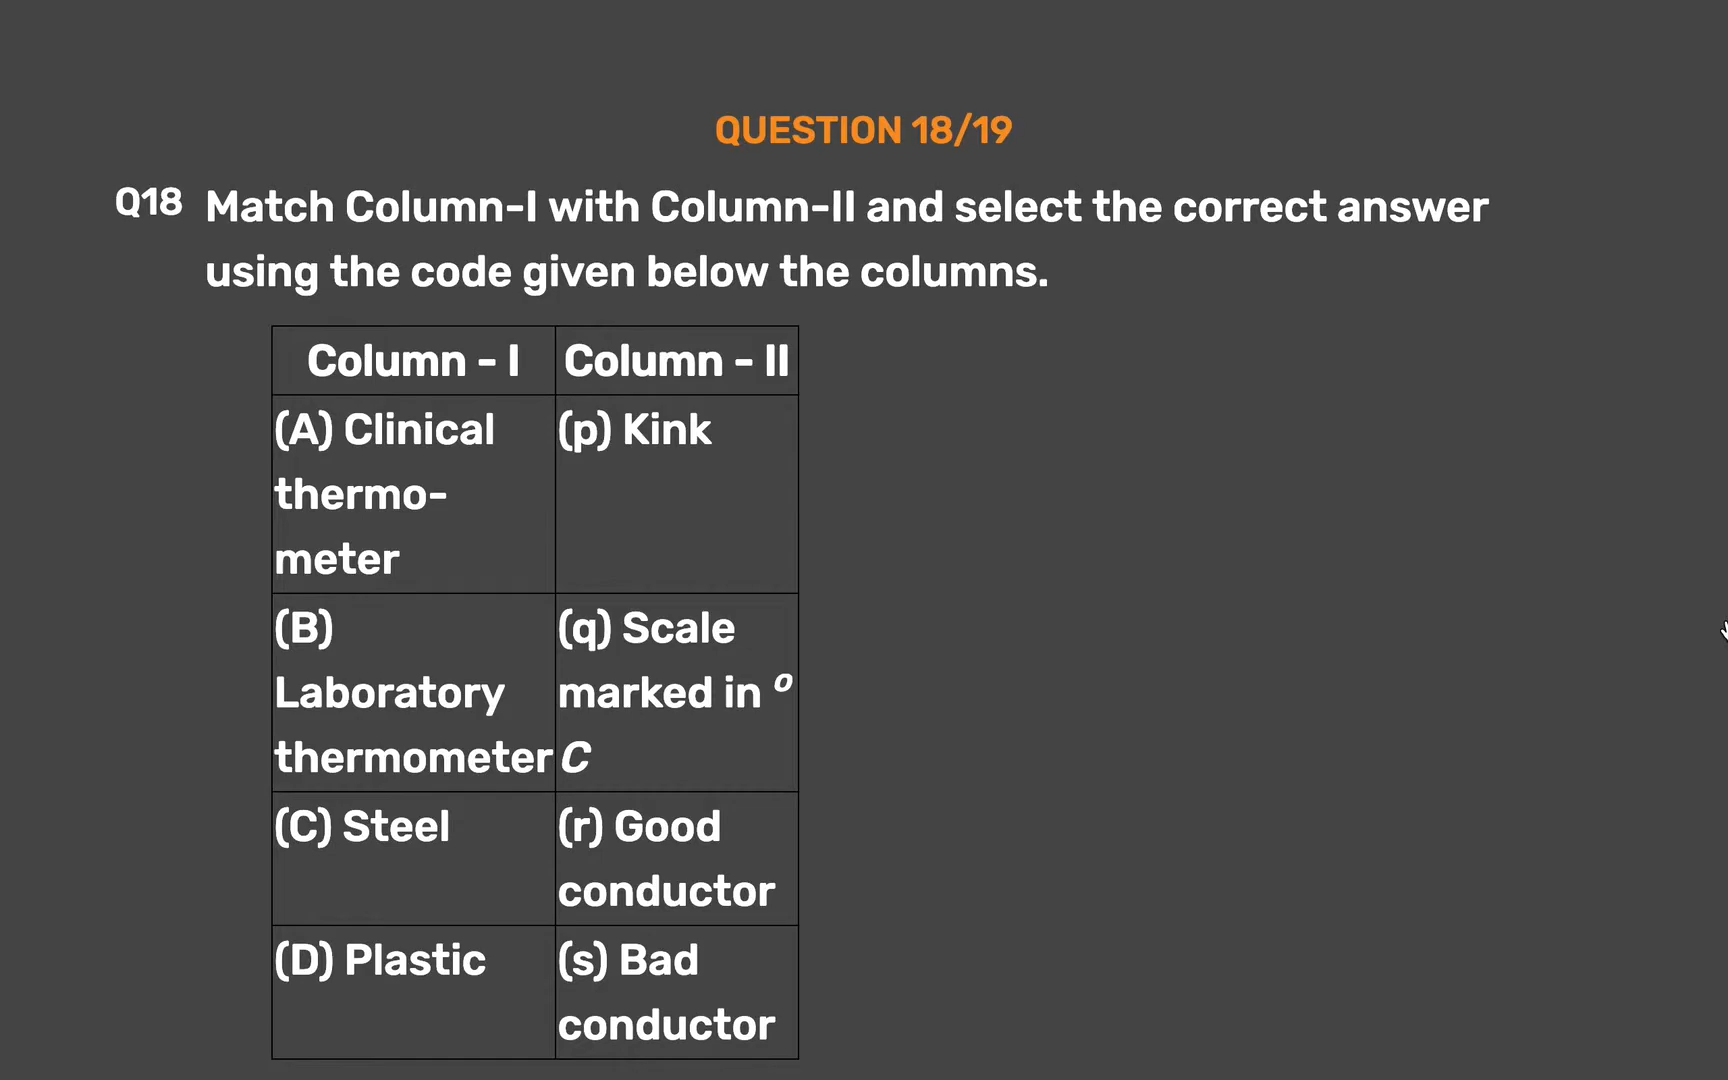 QUESTION 18/19
Q18 Match Column-I with Column-II and select the correct answer
using the code given below the columns.
Column - I Column - II
(A) Clinical (p) Kink
thermo-
meter
(B) (q) Scale
Laboratory marked in °
thermometer C
(C) Steel (r) Good
conductor
(D) Plastic (s) Bad
conductor